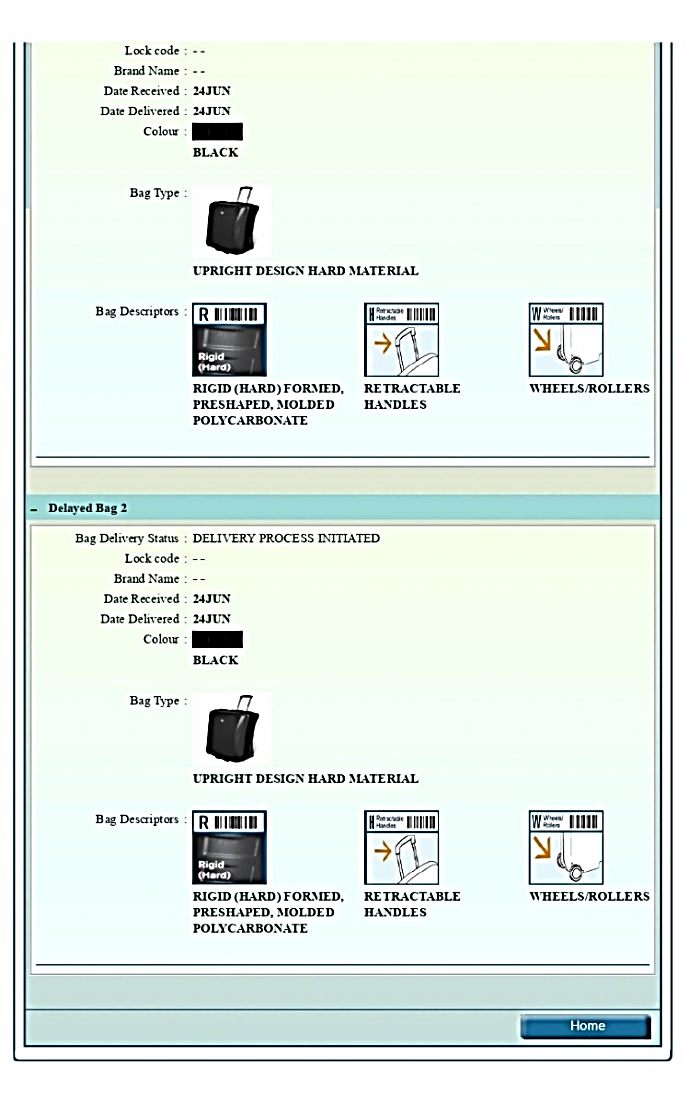 Lock code : - -
Brand Name : - -
Date Received : 24JUN
Date Delivered : 24JUN
Colour :
BLACK
Bag Type :
UPRIGHT DESIGN HARD MATERIAL
Bag Descriptors :
R
Rigid
(Hard)
H Retractable
Handles
W Wheels/
Rollers
RIGID (HARD) FORMED,
PRESHAPED, MOLDED
POLYCARBONATE
RETRACTABLE
HANDLES
WHEELS/ROLLERS
– Delayed Bag 2
Bag Delivery Status : DELIVERY PROCESS INITIATED
Lock code : - -
Brand Name : - -
Date Received : 24JUN
Date Delivered : 24JUN
Colour :
BLACK
Bag Type :
UPRIGHT DESIGN HARD MATERIAL
Bag Descriptors :
R
Rigid
(Hard)
H Retractable
Handles
W Wheels/
Rollers
RIGID (HARD) FORMED,
PRESHAPED, MOLDED
POLYCARBONATE
RETRACTABLE
HANDLES
WHEELS/ROLLERS
Home